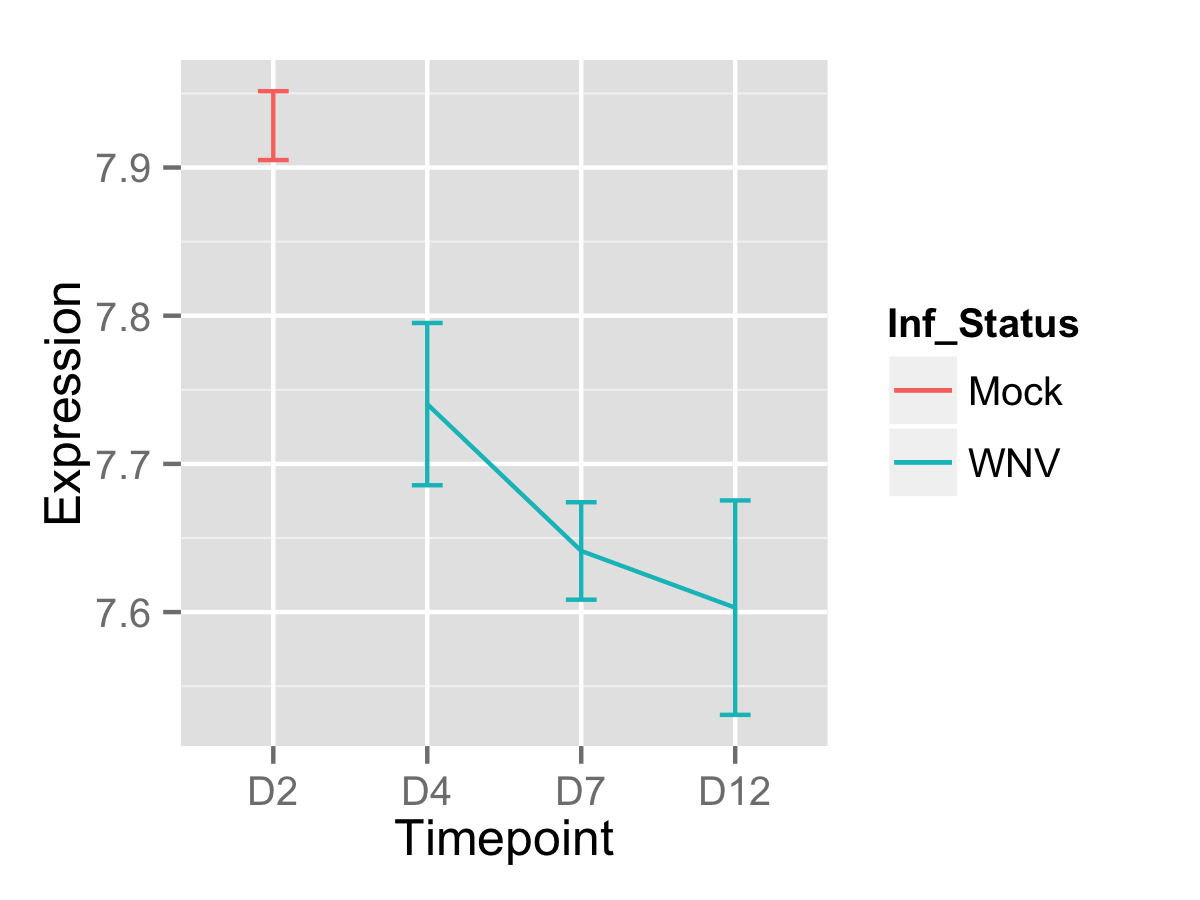 Expression
7.9
7.8
7.7
7.6
D2 D4 D7 D12
Timepoint
Inf_Status
Mock
WNV